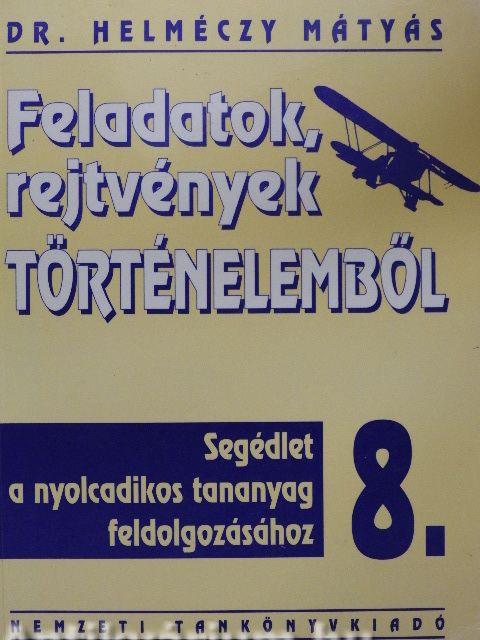 DR. HELMÉCZY MÁTYÁS
Feladatok,
rejtvények
TÖRTÉNELEMBŐL
Segédlet
a nyolcadikos tananyag
feldolgozásához
8.
NEMZETI TANKÖNYVKIADÓ